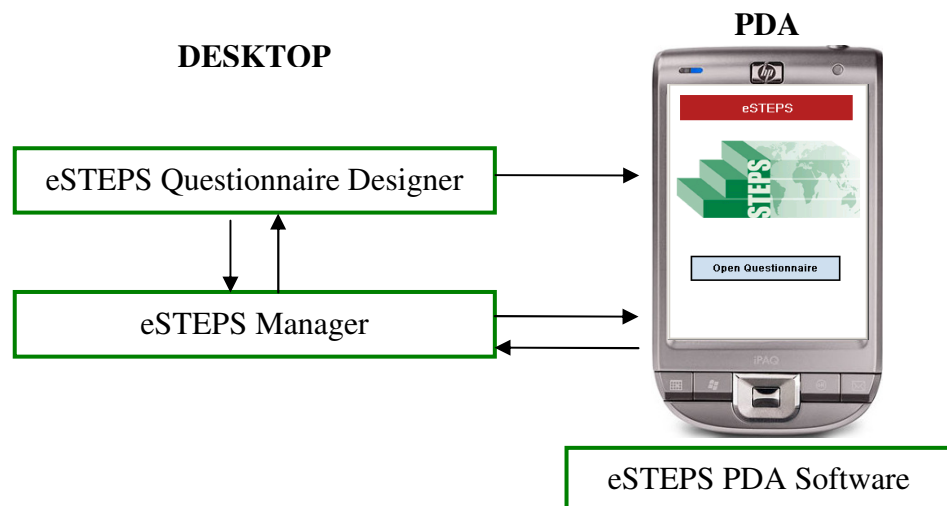 PDA
DESKTOP
hp
eSTEPS
STEPS
eSTEPS Questionnaire Designer
Open Questionnaire
eSTEPS Manager
iPAQ
eSTEPS PDA Software